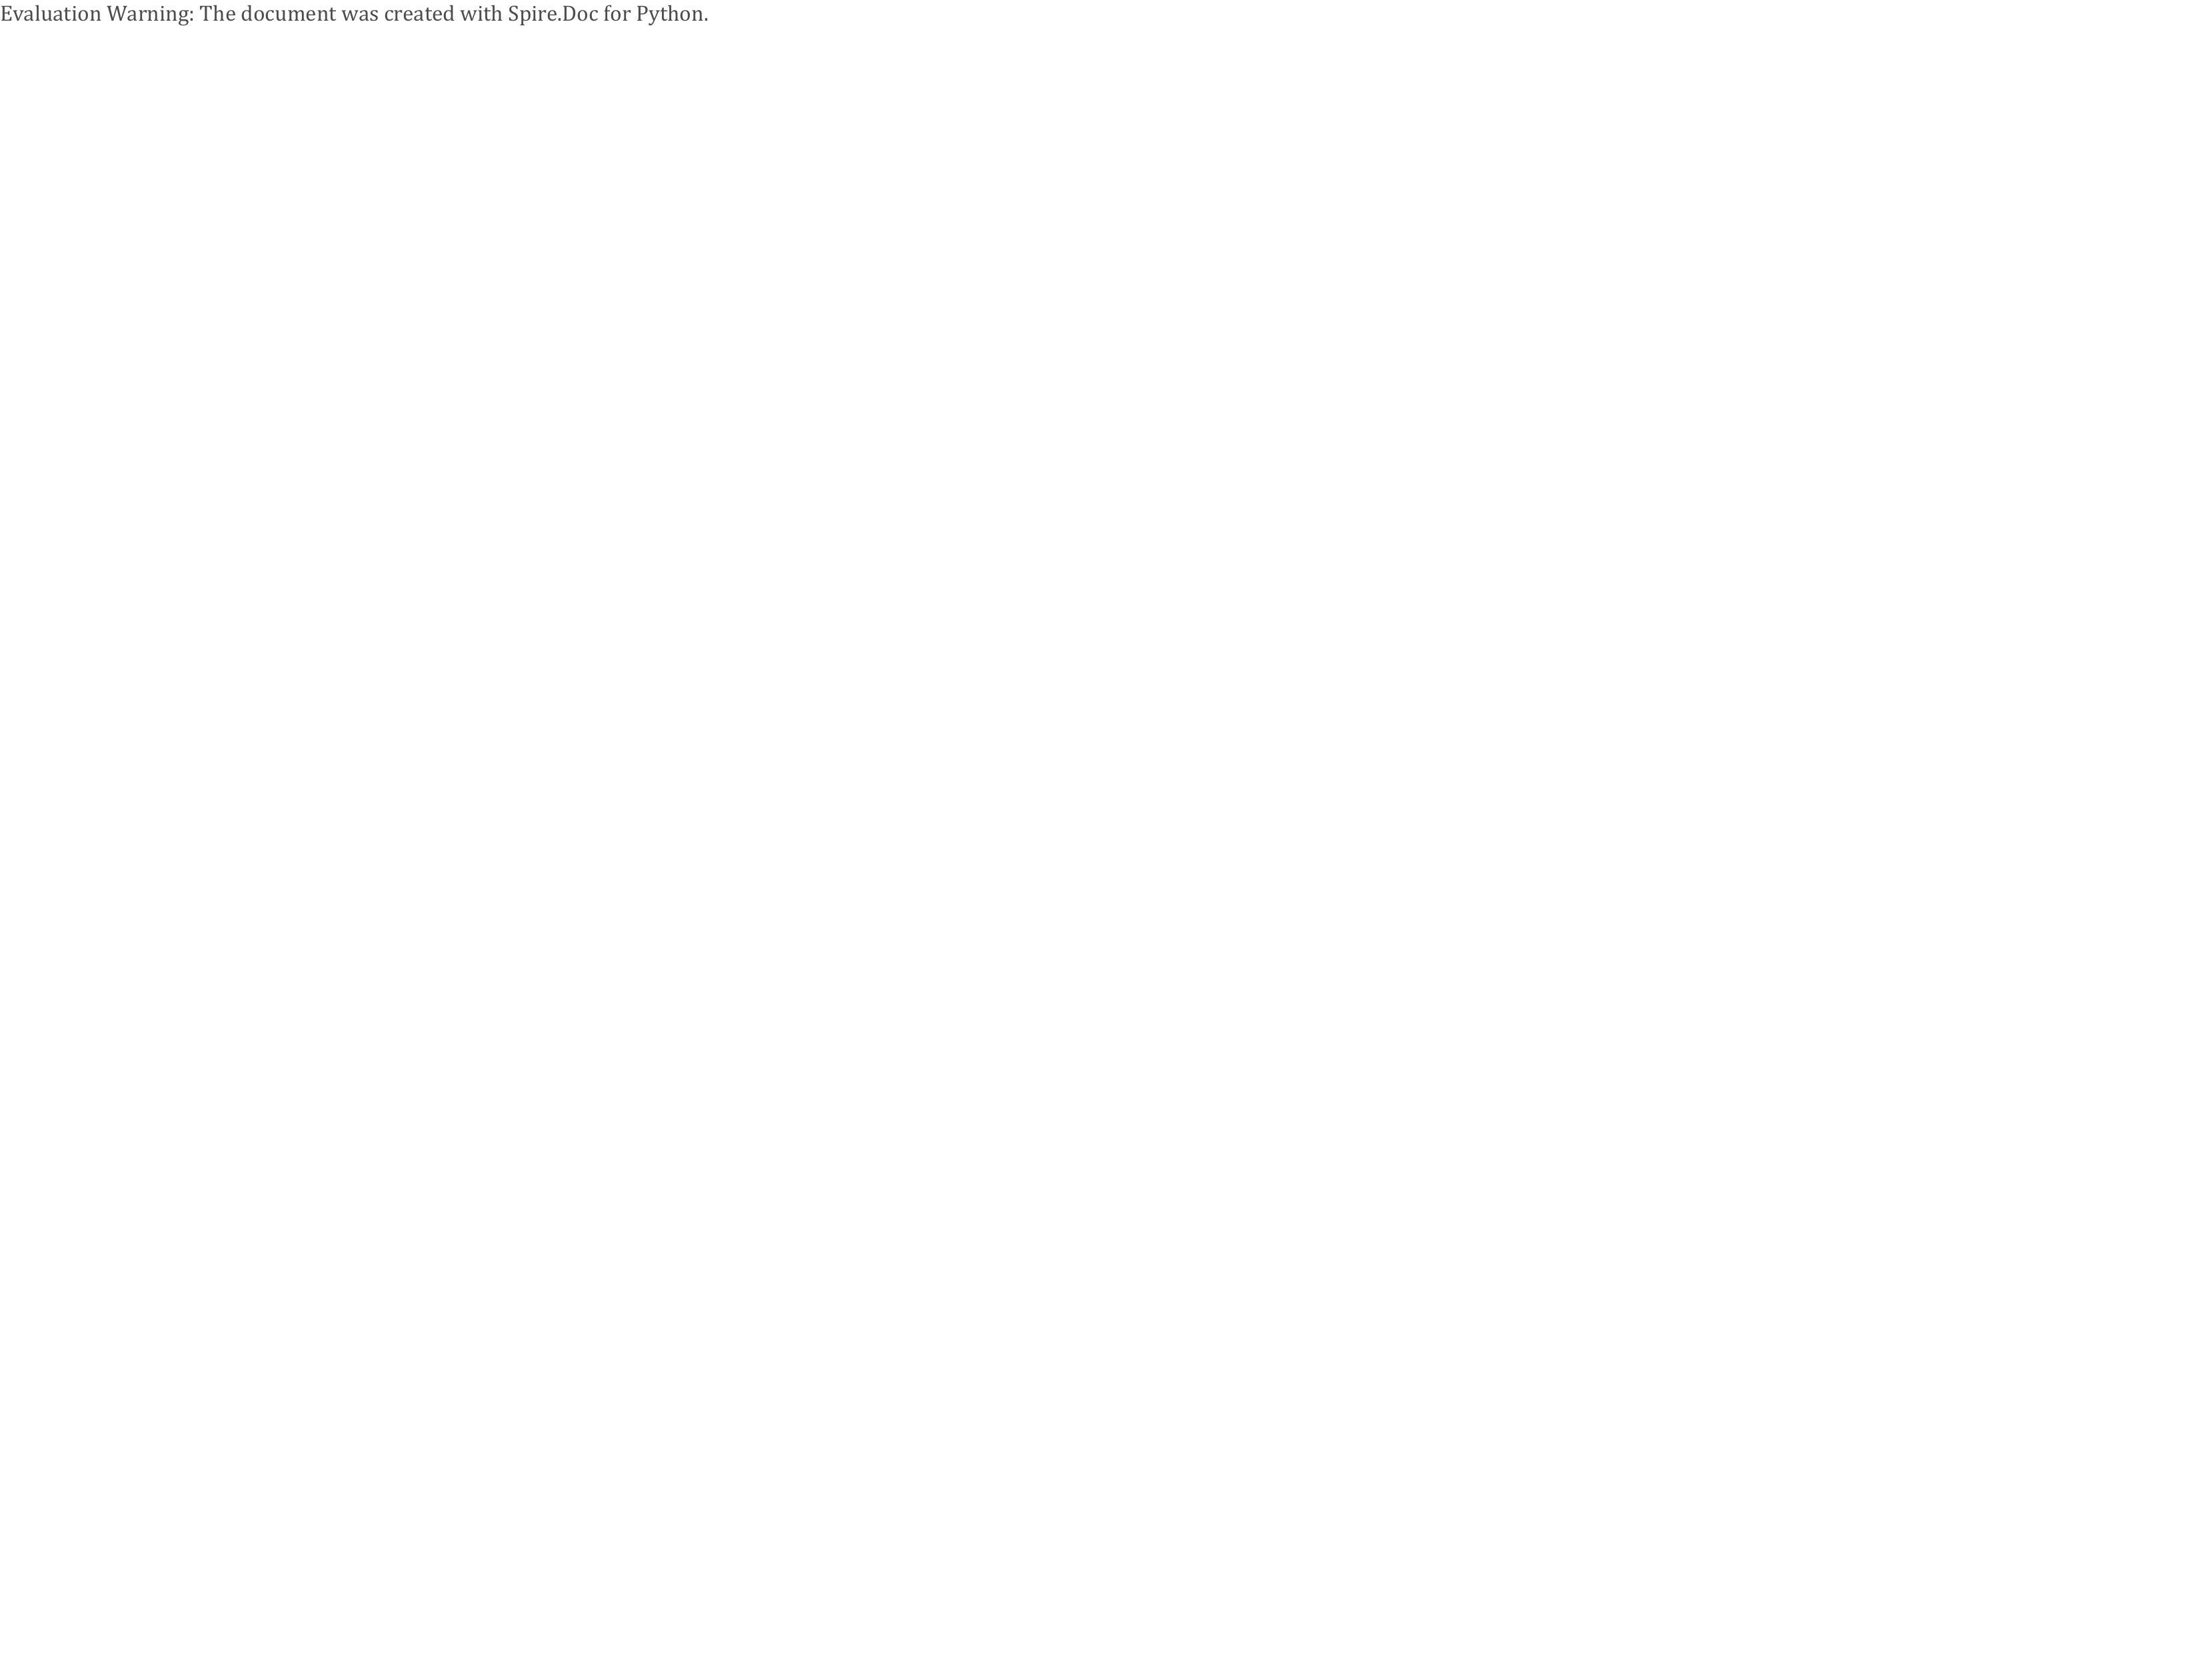 Evaluation Warning: The document was created with Spire.Doc for Python.